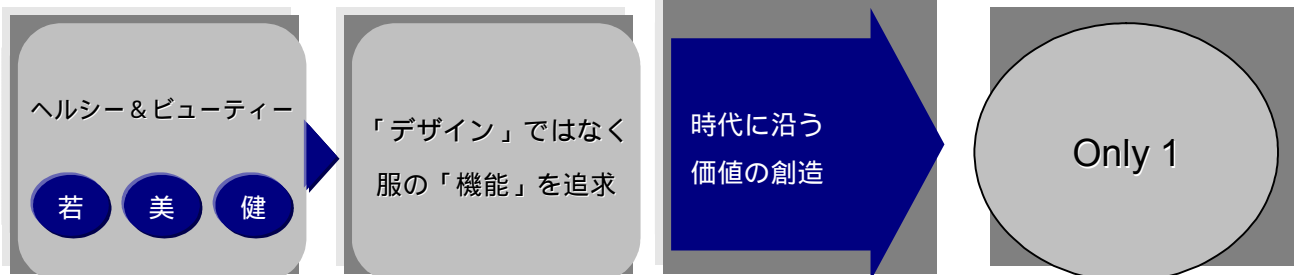 ヘルシー＆ビューティー
若 美 健
「デザイン」ではなく
服の「機能」を追求
時代に沿う
価値の創造
Only 1